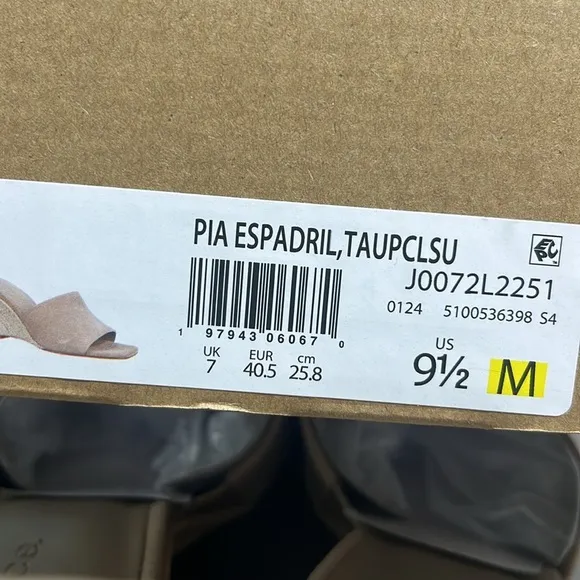 PIA ESPADRIL,TAUPCLSU
J0072L2251
0124 5100536398 S4
1 97943 06067 0
UK EUR cm
7 40.5 25.8
US
9½ M